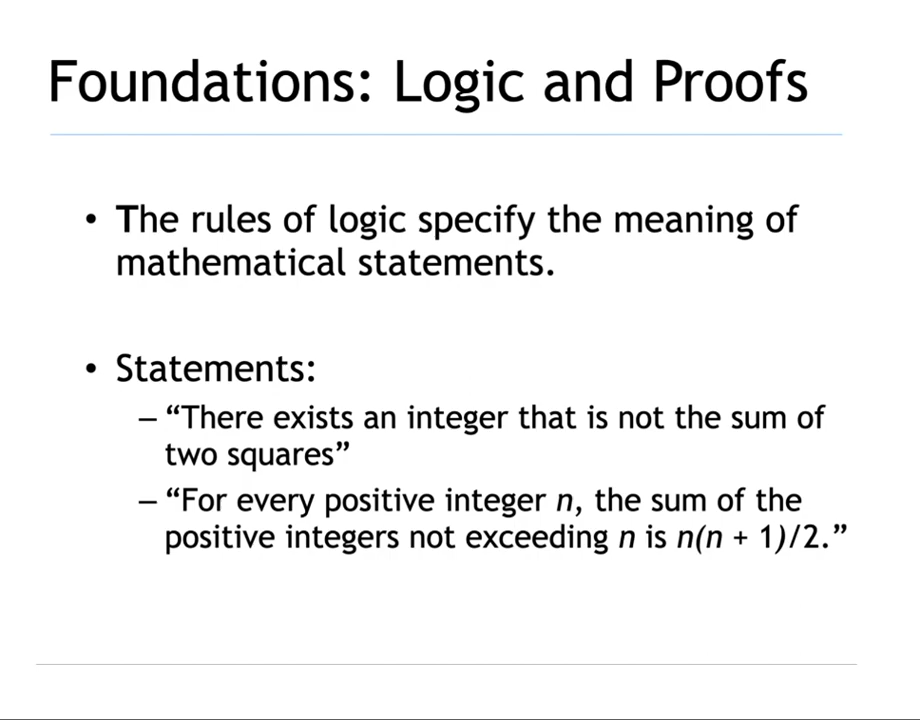 Foundations: Logic and Proofs
• The rules of logic specify the meaning of
mathematical statements.
• Statements:
– “There exists an integer that is not the sum of
two squares”
– “For every positive integer n, the sum of the
positive integers not exceeding n is n(n + 1)/2.”